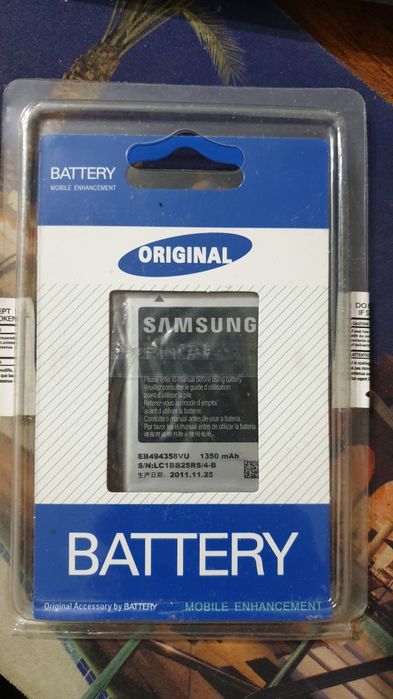 BATTERY
MOBILE ENHANCEMENT
ORIGINAL
SAMSUNG
Please refer to manual before using battery
Veuillez consulter le guide d'utilisation
avant d'utiliser la pile.
Referez-vous au mode d'emploi
avant d'utiliser la batterie.
Consulte o manual antes de usar a bateria.
Por favor lea el manual antes de utilizar la bateria.
EB494358VU 1350 mAh
S/N:LC1BB25RS/4-B
生产日期: 2011.11.25
BATTERY
Original Accessory by BATTERY
MOBILE ENHANCEMENT